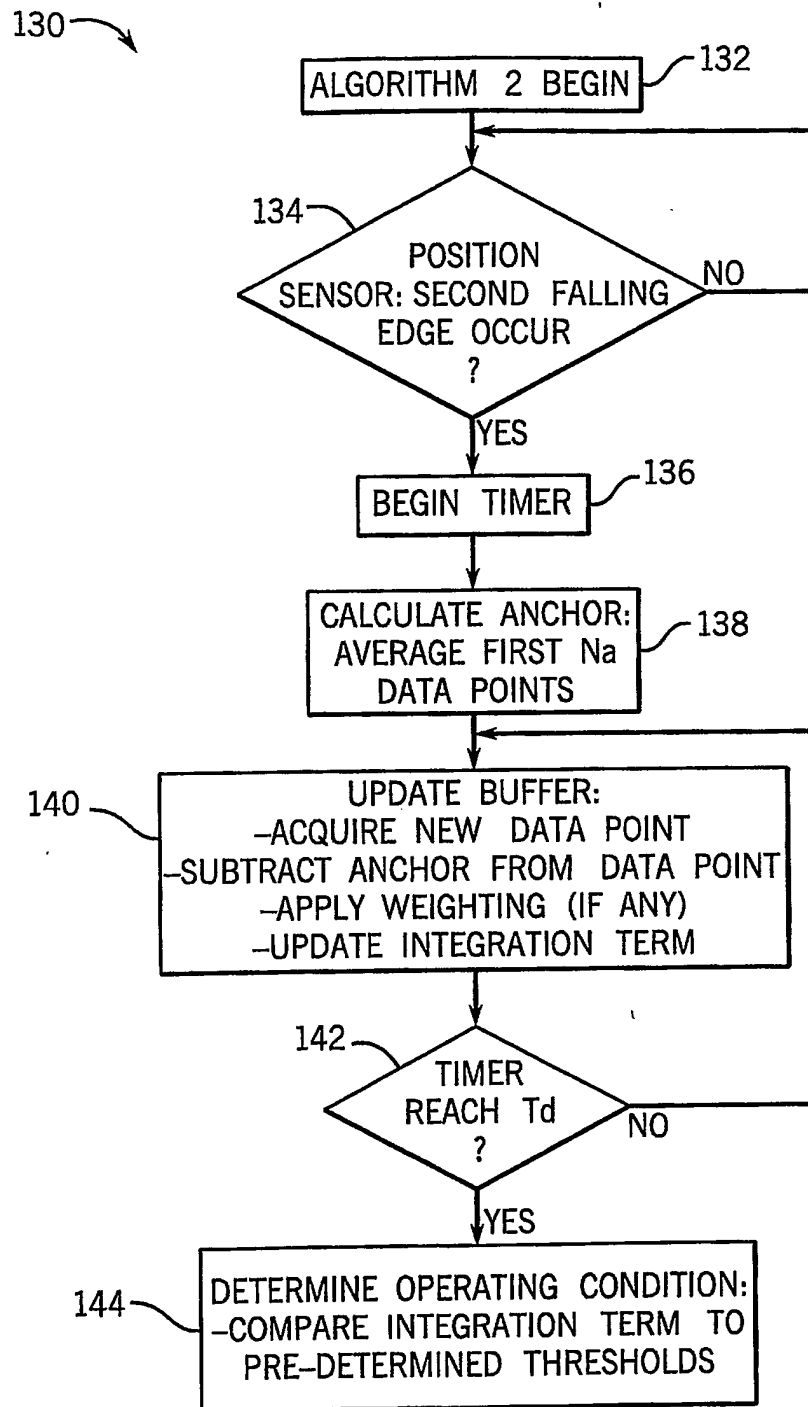 130
ALGORITHM 2 BEGIN
132
134
POSITION
SENSOR: SECOND FALLING
EDGE OCCUR
?
NO
YES
BEGIN TIMER
136
CALCULATE ANCHOR:
AVERAGE FIRST Na
DATA POINTS
138
140
UPDATE BUFFER:
–ACQUIRE NEW DATA POINT
–SUBTRACT ANCHOR FROM DATA POINT
–APPLY WEIGHTING (IF ANY)
–UPDATE INTEGRATION TERM
142
TIMER
REACH Td
?
NO
YES
144
DETERMINE OPERATING CONDITION:
–COMPARE INTEGRATION TERM TO
PRE–DETERMINED THRESHOLDS